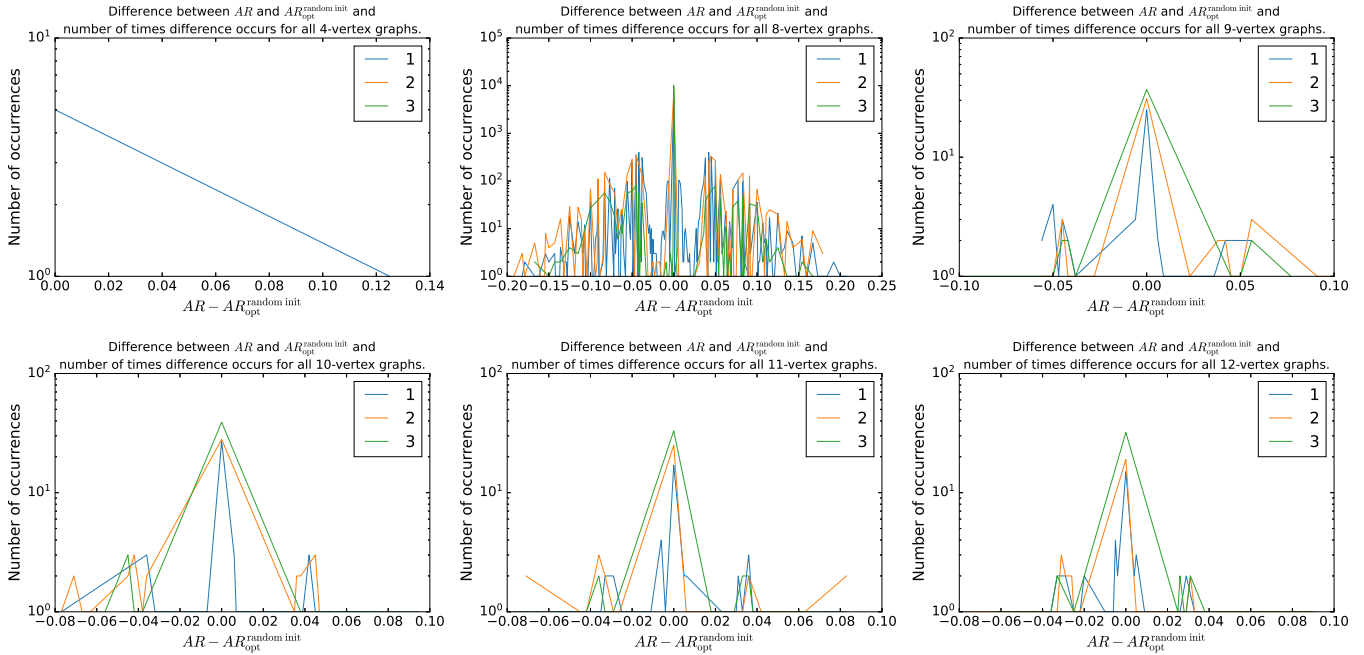 Difference between AR and AR_opt^random init and
number of times difference occurs for all 4-vertex graphs.
10^1
10^0
Number of occurrences
1
2
3
0.00 0.02 0.04 0.06 0.08 0.10 0.12 0.14
AR − AR_opt^random init
Difference between AR and AR_opt^random init and
number of times difference occurs for all 8-vertex graphs.
10^5
10^4
10^3
10^2
10^1
10^0
Number of occurrences
1
2
3
−0.20 −0.15 −0.10 −0.05 0.00 0.05 0.10 0.15 0.20 0.25
AR − AR_opt^random init
Difference between AR and AR_opt^random init and
number of times difference occurs for all 9-vertex graphs.
10^2
10^1
10^0
Number of occurrences
1
2
3
−0.10 −0.05 0.00 0.05 0.10
AR − AR_opt^random init
Difference between AR and AR_opt^random init and
number of times difference occurs for all 10-vertex graphs.
10^2
10^1
10^0
Number of occurrences
1
2
3
−0.08 −0.06 −0.04 −0.02 0.00 0.02 0.04 0.06 0.08 0.10
AR − AR_opt^random init
Difference between AR and AR_opt^random init and
number of times difference occurs for all 11-vertex graphs.
10^2
10^1
10^0
Number of occurrences
1
2
3
−0.08 −0.06 −0.04 −0.02 0.00 0.02 0.04 0.06 0.08 0.10
AR − AR_opt^random init
Difference between AR and AR_opt^random init and
number of times difference occurs for all 12-vertex graphs.
10^2
10^1
10^0
Number of occurrences
1
2
3
−0.08 −0.06 −0.04 −0.02 0.00 0.02 0.04 0.06 0.08 0.10
AR − AR_opt^random init